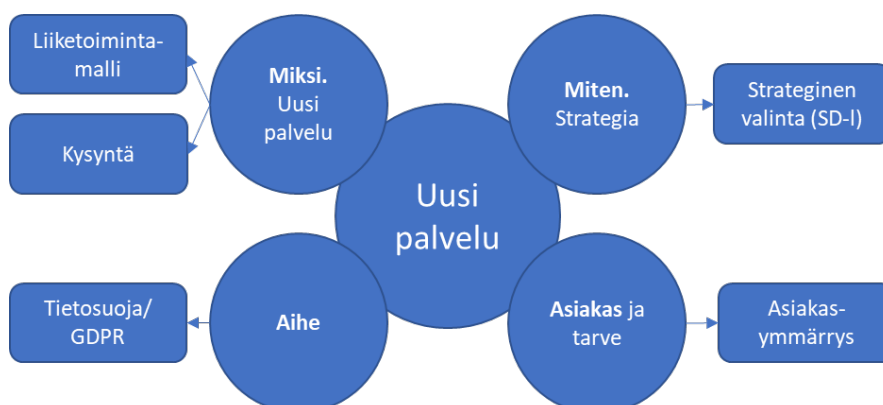 Liiketoiminta-
malli
Kysyntä
Miksi.
Uusi
palvelu
Miten.
Strategia
Strateginen
valinta (SD-l)
Uusi
palvelu
Tietosuoja/
GDPR
Aihe
Asiakas ja
tarve
Asiakas-
ymmärrys